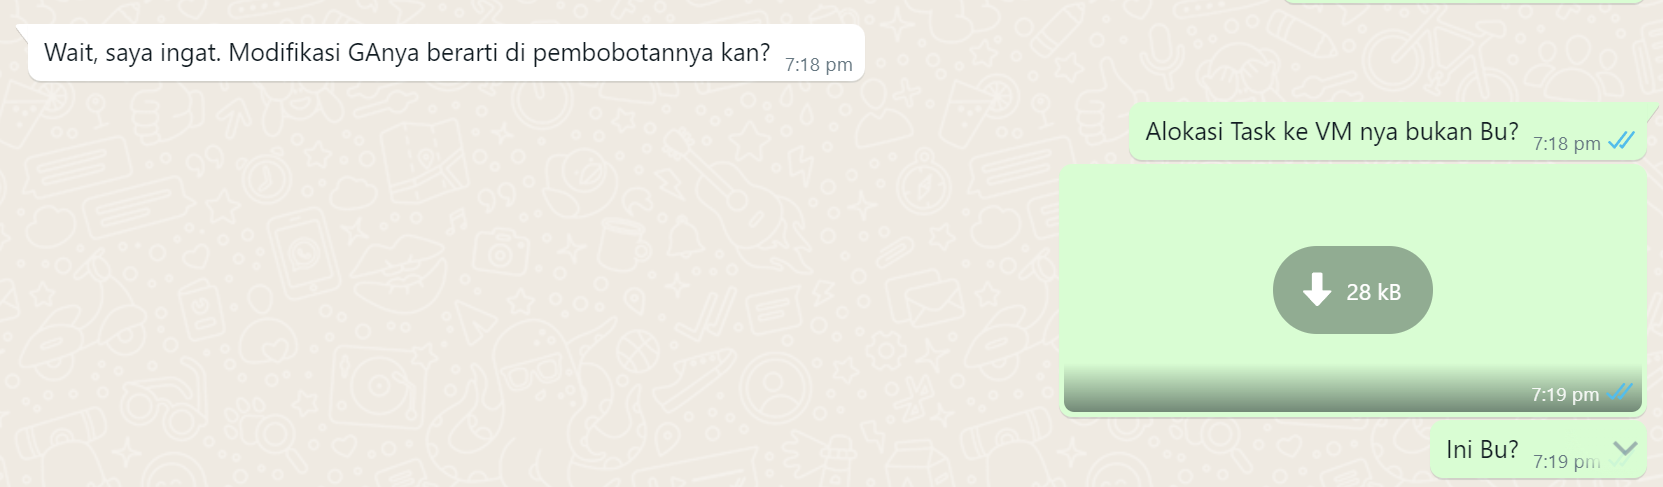 Wait, saya ingat. Modifikasi GAnya berarti di pembobotannya kan?
7:18 pm
Alokasi Task ke VM nya bukan Bu?
7:18 pm
28 kB
7:19 pm
Ini Bu?
7:19 pm